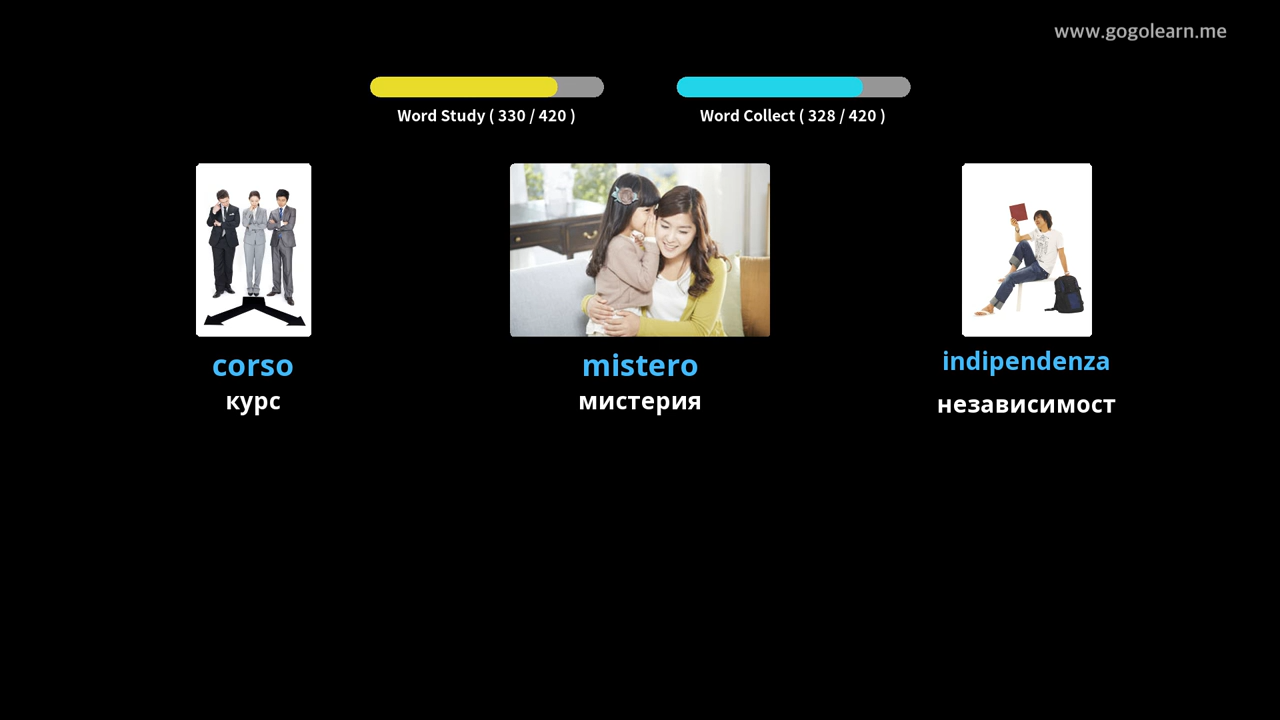 www.gogolearn.me
Word Study ( 330 / 420 )
Word Collect ( 328 / 420 )
corso
mistero
indipendenza
курс
мистерия
независимост